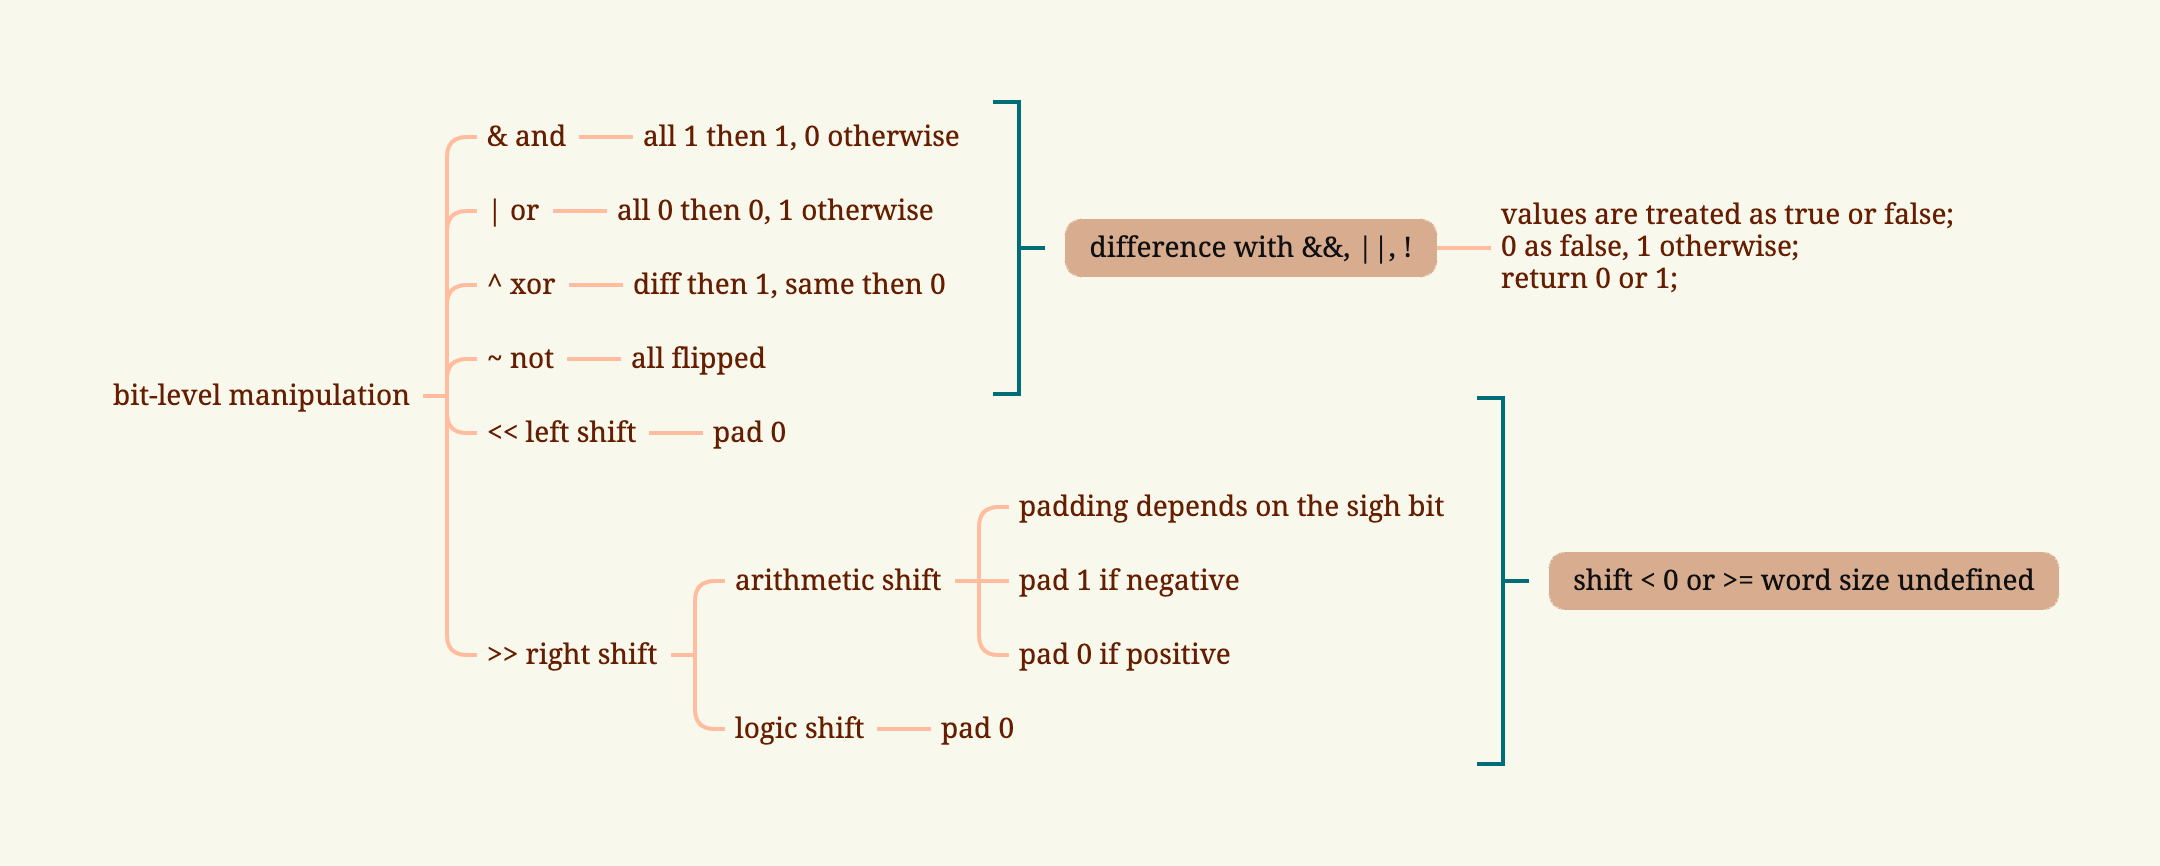 bit-level manipulation
& and
all 1 then 1, 0 otherwise
| or
all 0 then 0, 1 otherwise
^ xor
diff then 1, same then 0
~ not
all flipped
difference with &&, ||, !
values are treated as true or false;
0 as false, 1 otherwise;
return 0 or 1;
<< left shift
pad 0
>> right shift
arithmetic shift
padding depends on the sigh bit
pad 1 if negative
pad 0 if positive
logic shift
pad 0
shift < 0 or >= word size undefined